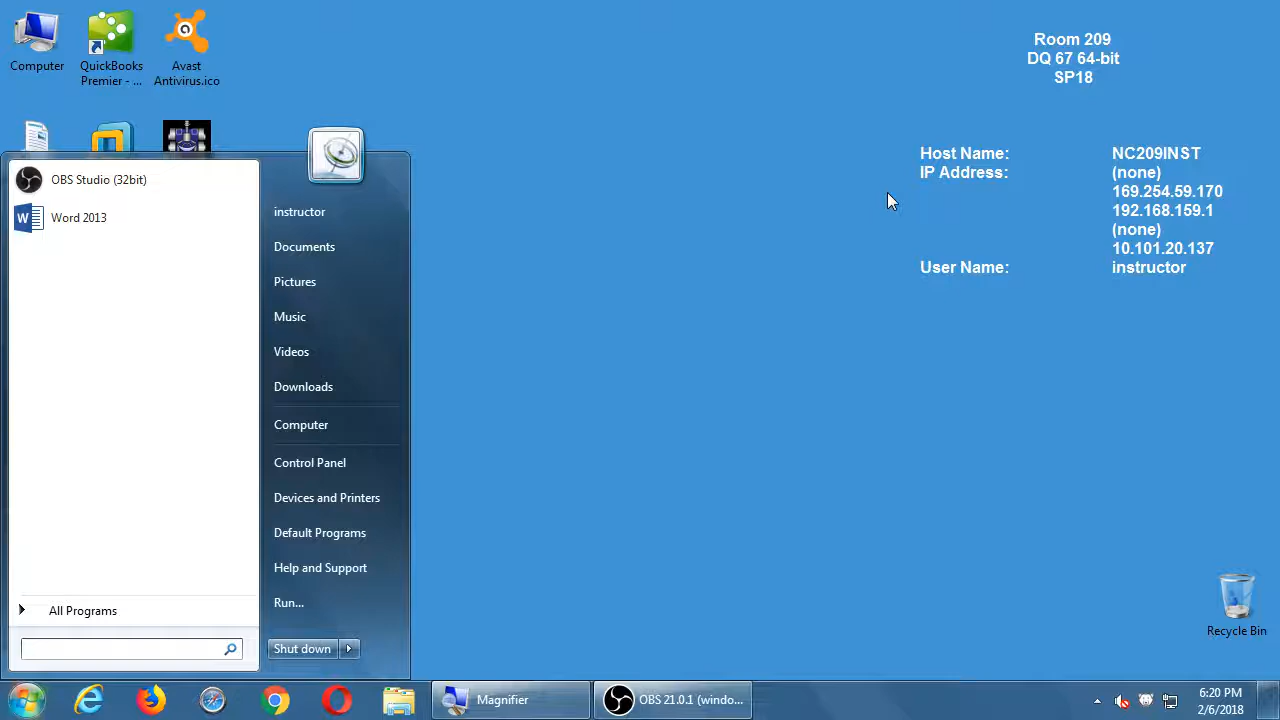 Computer
QuickBooks
Premier - ...
Avast
Antivirus.ico
Room 209
DQ 67 64-bit
SP18
Host Name: NC209INST
IP Address: (none)
169.254.59.170
192.168.159.1
(none)
10.101.20.137
User Name: instructor
OBS Studio (32bit)
Word 2013
All Programs
instructor
Documents
Pictures
Music
Videos
Downloads
Computer
Control Panel
Devices and Printers
Default Programs
Help and Support
Run...
Shut down
Recycle Bin
Magnifier
OBS 21.0.1 (windo...
6:20 PM
2/6/2018